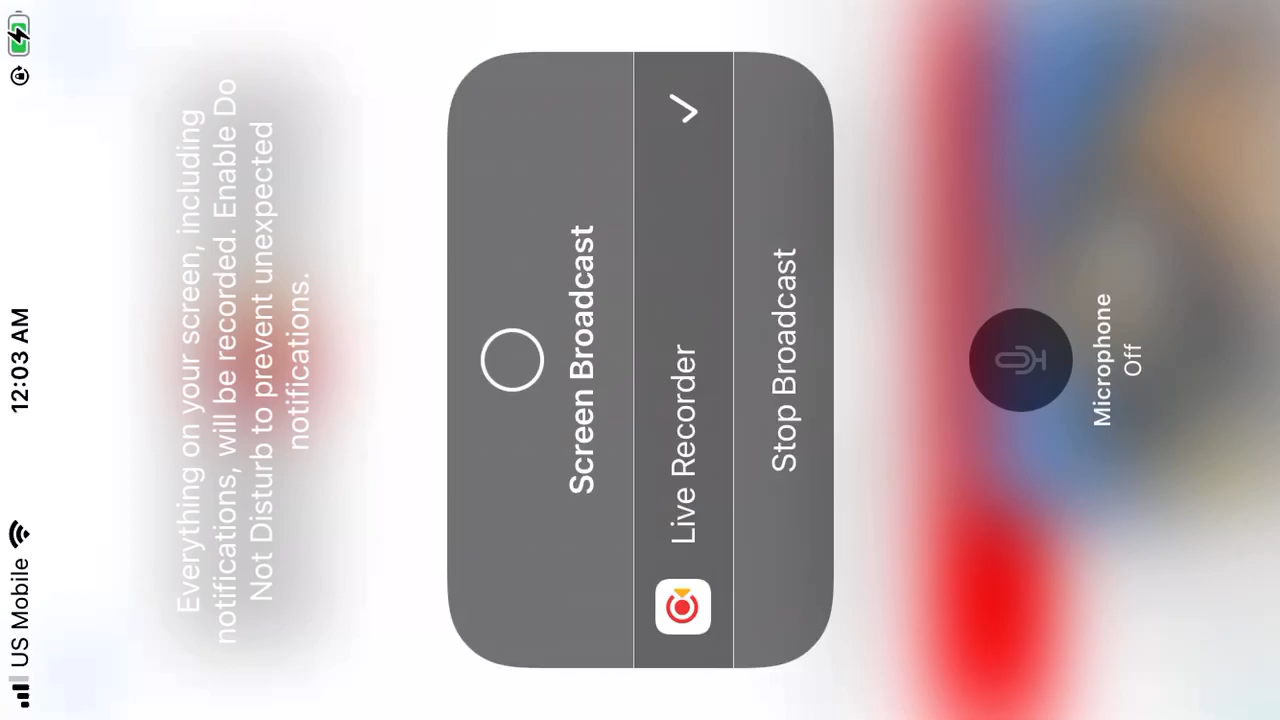 US Mobile
12:03 AM
Everything on your screen, including
notifications, will be recorded. Enable Do
Not Disturb to prevent unexpected
notifications.
Screen Broadcast
Live Recorder
Stop Broadcast
Microphone
Off